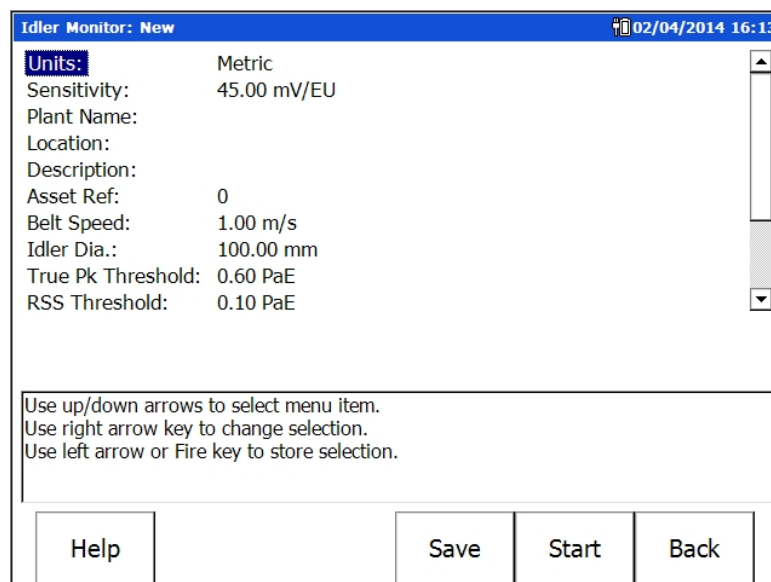 Idler Monitor: New 02/04/2014 16:13
Units: Metric
Sensitivity: 45.00 mV/EU
Plant Name:
Location:
Description:
Asset Ref: 0
Belt Speed: 1.00 m/s
Idler Dia.: 100.00 mm
True Pk Threshold: 0.60 PaE
RSS Threshold: 0.10 PaE
Use up/down arrows to select menu item.
Use right arrow key to change selection.
Use left arrow or Fire key to store selection.
Help Save Start Back